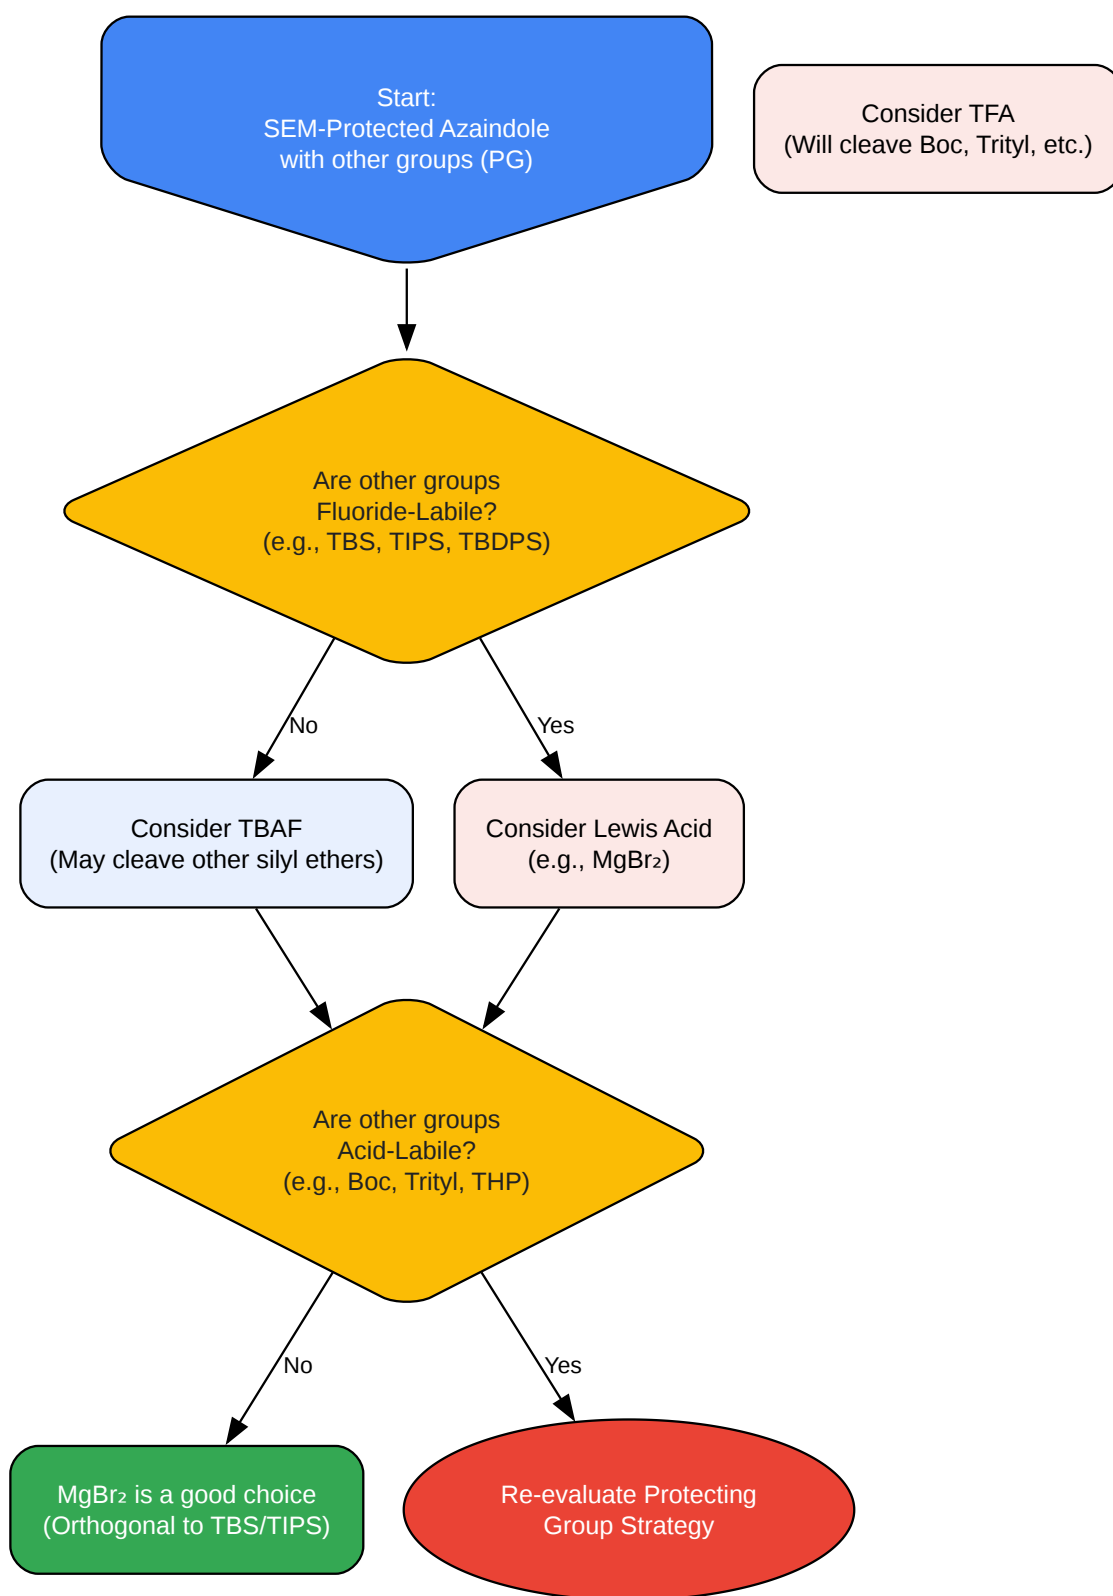 Start:
SEM-Protected Azaindole
with other groups (PG)
Consider TFA
(Will cleave Boc, Trityl, etc.)
Are other groups
Fluoride-Labile?
(e.g., TBS, TIPS, TBDPS)
No
Yes
Consider TBAF
(May cleave other silyl ethers)
Consider Lewis Acid
(e.g., MgBr₂)
Are other groups
Acid-Labile?
(e.g., Boc, Trityl, THP)
No
Yes
MgBr₂ is a good choice
(Orthogonal to TBS/TIPS)
Re-evaluate Protecting
Group Strategy